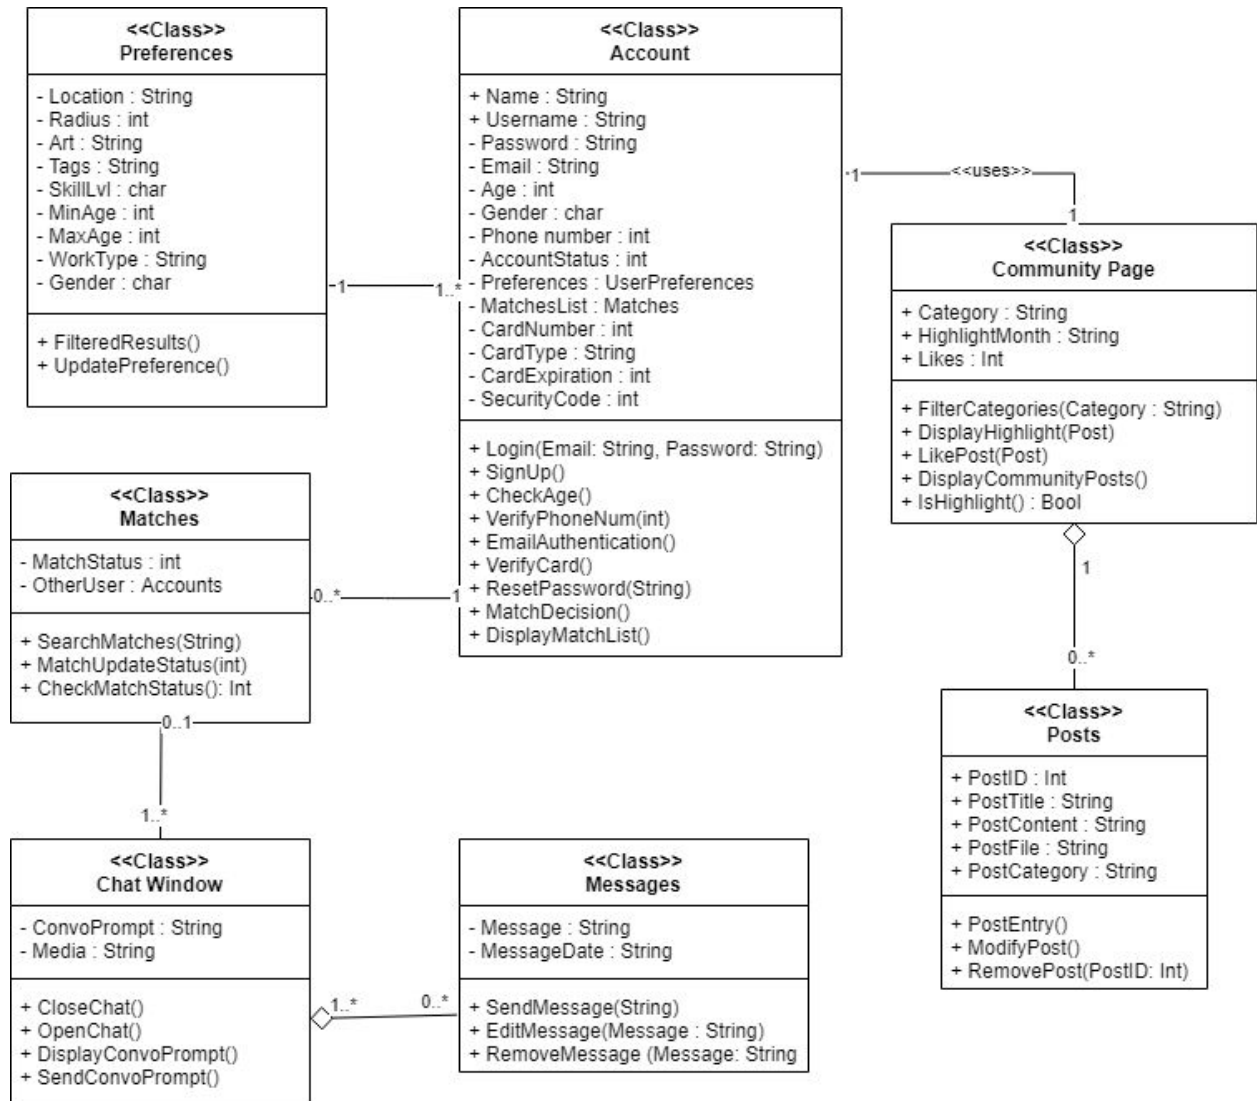 <<Class>>
Preferences
- Location : String
- Radius : int
- Art : String
- Tags : String
- SkillLvl : char
- MinAge : int
- MaxAge : int
- WorkType : String
- Gender : char
+ FilteredResults()
+ UpdatePreference()
1
1..*
<<Class>>
Account
+ Name : String
+ Username : String
- Password : String
- Email : String
- Age : int
- Gender : char
- Phone number : int
- AccountStatus : int
- Preferences : UserPreferences
- MatchesList : Matches
- CardNumber : int
- CardType : String
- CardExpiration : int
- SecurityCode : int
+ Login(Email: String, Password: String)
+ SignUp()
+ CheckAge()
+ VerifyPhoneNum(int)
+ EmailAuthentication()
+ VerifyCard()
+ ResetPassword(String)
+ MatchDecision()
+ DisplayMatchList()
1
<<uses>>
1
<<Class>>
Community Page
+ Category : String
+ HighlightMonth : String
+ Likes : Int
+ FilterCategories(Category : String)
+ DisplayHighlight(Post)
+ LikePost(Post)
+ DisplayCommunityPosts()
+ IsHighlight() : Bool
1
0..*
<<Class>>
Matches
- MatchStatus : int
- OtherUser : Accounts
+ SearchMatches(String)
+ MatchUpdateStatus(int)
+ CheckMatchStatus(): Int
0..*
1
0..1
1..*
<<Class>>
Posts
+ PostID : Int
+ PostTitle : String
+ PostContent : String
+ PostFile : String
+ PostCategory : String
+ PostEntry()
+ ModifyPost()
+ RemovePost(PostID: Int)
<<Class>>
Chat Window
- ConvoPrompt : String
- Media : String
+ CloseChat()
+ OpenChat()
+ DisplayConvoPrompt()
+ SendConvoPrompt()
1..*
0..*
<<Class>>
Messages
- Message : String
- MessageDate : String
+ SendMessage(String)
+ EditMessage(Message : String)
+ RemoveMessage (Message: String